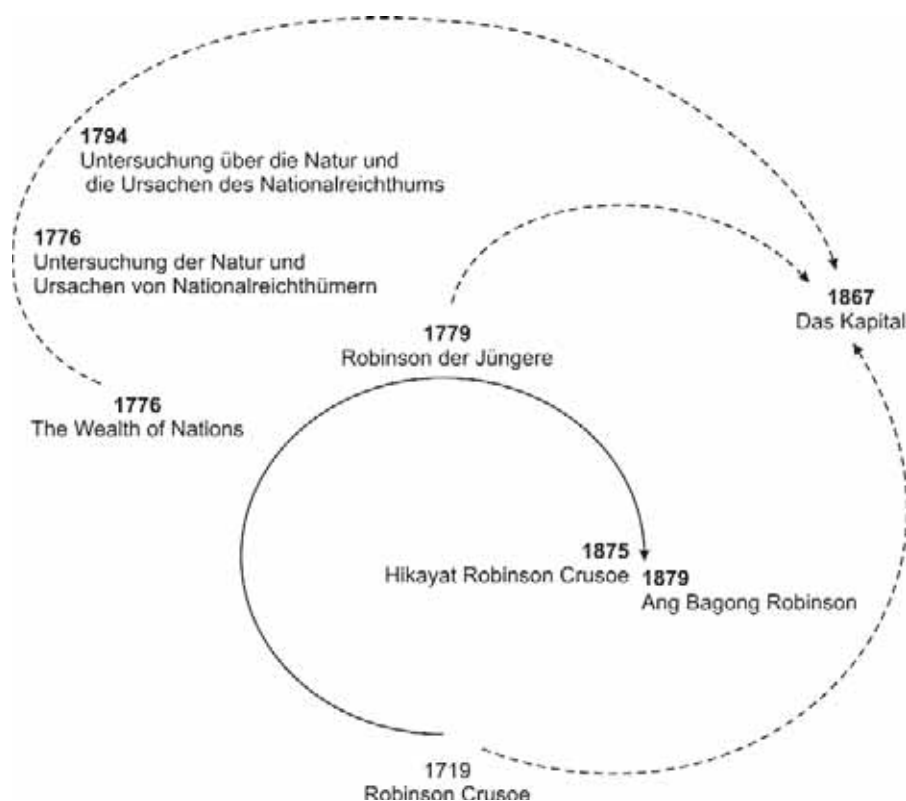 1794
Untersuchung über die Natur und
die Ursachen des Nationalreichthums
1776
Untersuchung der Natur und
Ursachen von Nationalreichthümern
1867
Das Kapital
1779
Robinson der Jüngere
1776
The Wealth of Nations
1875
Hikayat Robinson Crusoe
1879
Ang Bagong Robinson
1719
Robinson Crusoe